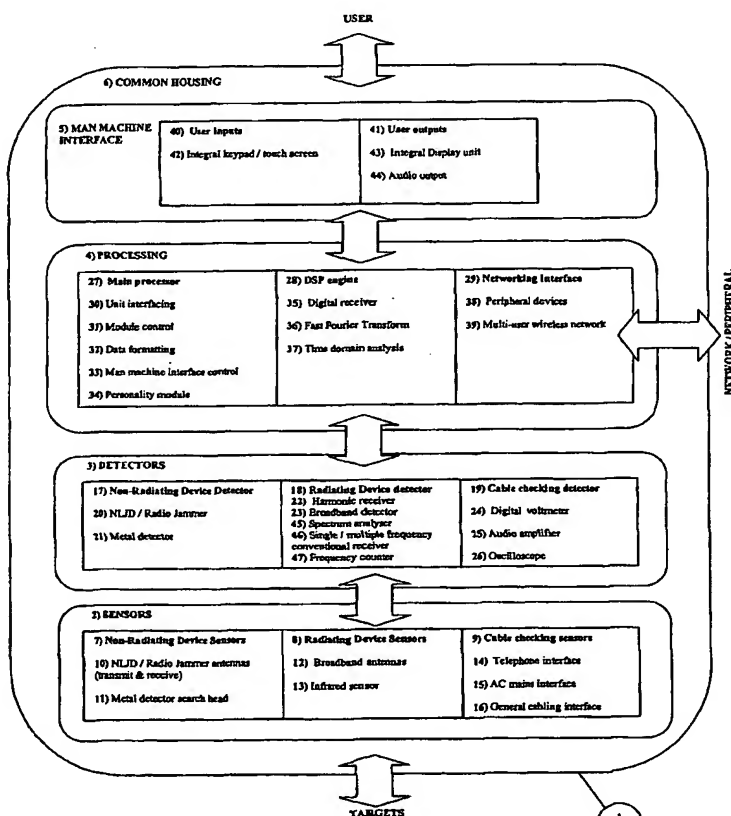 USER
6) COMMON HOUSING
5) MAN MACHINE
INTERFACE
40) User inputs
42) Integral keypad / touch screen
41) User outputs
43) Integral Display unit
44) Audio output
4) PROCESSING
27) Main processor
30) Unit interfacing
31) Module control
32) Data formatting
33) Man machine interface control
34) Personality module
28) DSP engine
35) Digital receiver
36) Fast Fourier Transform
37) Time domain analysis
29) Networking Interface
38) Peripheral devices
39) Multi-user wireless network
NETWORK / PERIPHERAL
3) DETECTORS
17) Non-Radiating Device Detector
20) NLJD / Radio Jammer
21) Metal detector
18) Radiating Device detector
22) Harmonic receiver
23) Broadband detector
45) Spectrum analyser
46) Single / multiple frequency
conventional receiver
47) Frequency counter
19) Cable checking detector
24) Digital voltmeter
25) Audio amplifier
26) Oscilloscope
2) SENSORS
7) Non-Radiating Device Sensors
10) NLJD / Radio Jammer antennas
(transmit & receive)
11) Metal detector search head
8) Radiating Device Sensors
12) Broadband antennas
13) Infrared sensor
9) Cable checking sensors
14) Telephone interface
15) AC mains interface
16) General cabling interface
TARGETS